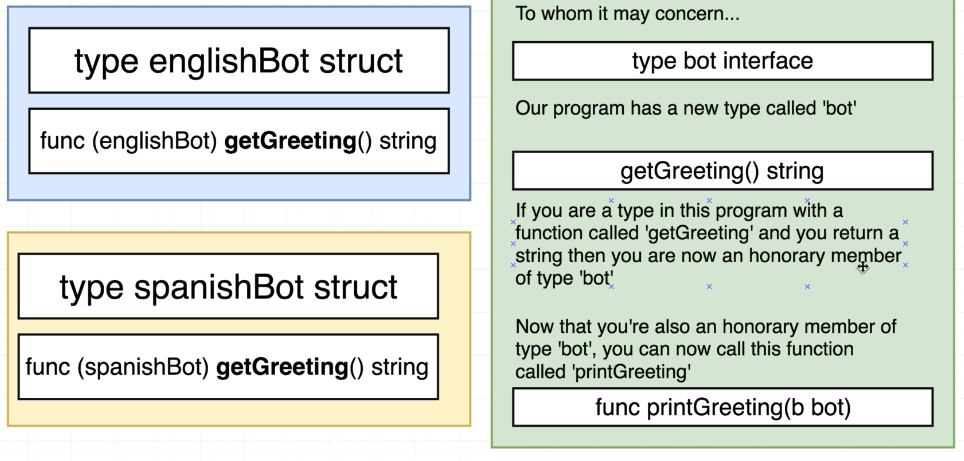 type englishBot struct
func (englishBot) getGreeting() string
type spanishBot struct
func (spanishBot) getGreeting() string
To whom it may concern...
type bot interface
Our program has a new type called 'bot'
getGreeting() string
If you are a type in this program with a
function called 'getGreeting' and you return a
string then you are now an honorary member
of type 'bot'
Now that you're also an honorary member of
type 'bot', you can now call this function
called 'printGreeting'
func printGreeting(b bot)